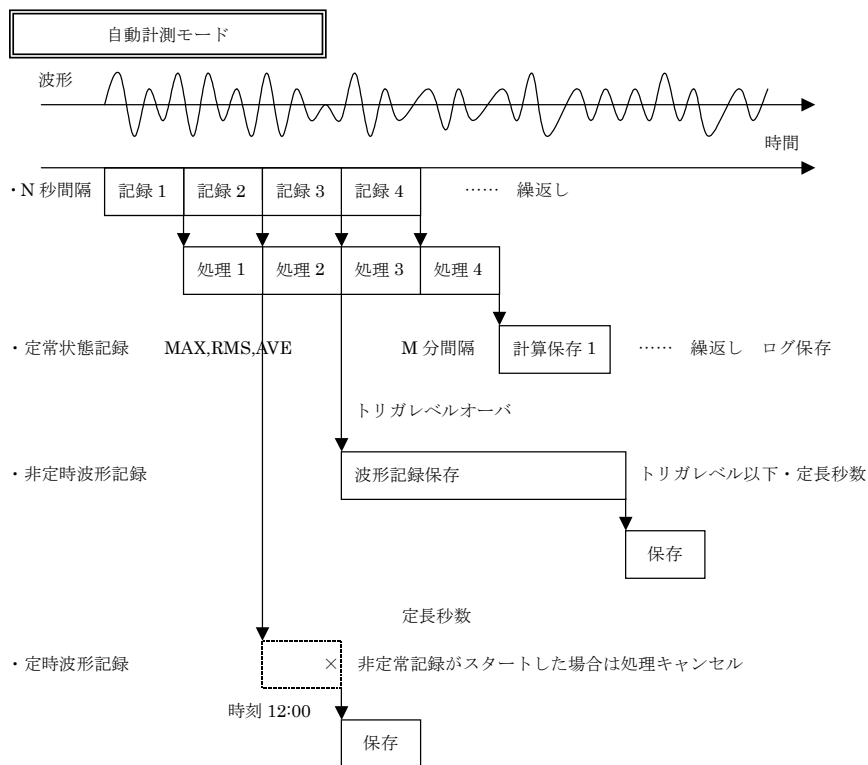 自動計測モード
波形
時間
・N 秒間隔 記録 1 記録 2 記録 3 記録 4 …… 繰返し
処理 1 処理 2 処理 3 処理 4
・定常状態記録 MAX,RMS,AVE M 分間隔 計算保存 1 …… 繰返し ログ保存
トリガレベルオーバ
・非定時波形記録 波形記録保存 トリガレベル以下・定長秒数
保存
定長秒数
・定時波形記録 × 非定常記録がスタートした場合は処理キャンセル
時刻 12:00
保存